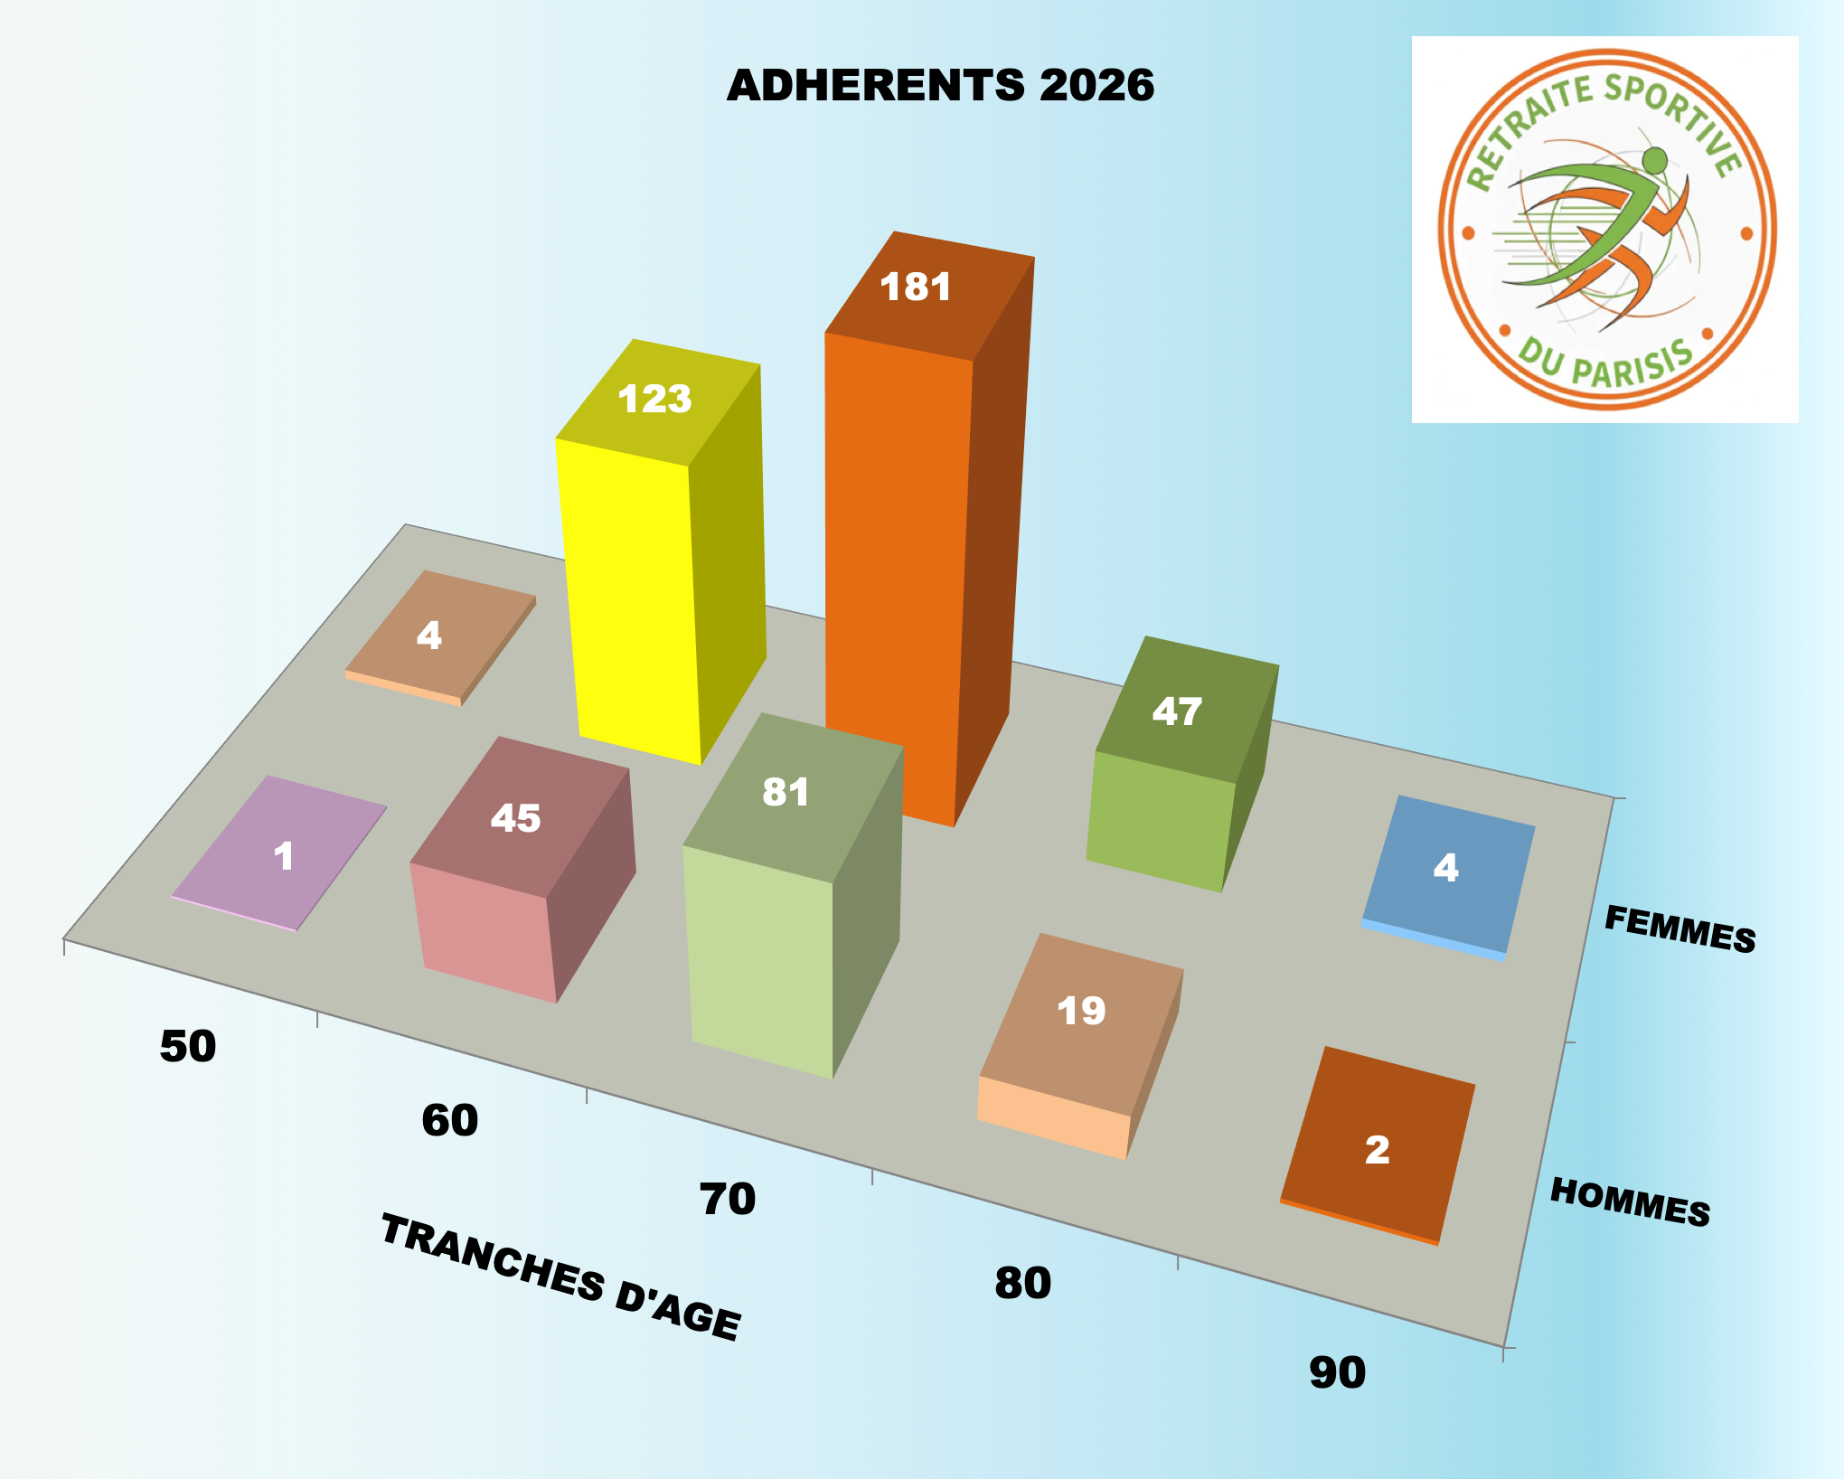 ADHERENTS 2026
RETRAITE SPORTIVE
DU PARISIS
181
123
4
47
45
81
1
4
19
2
FEMMES
HOMMES
50
60
70
80
90
TRANCHES D'AGE